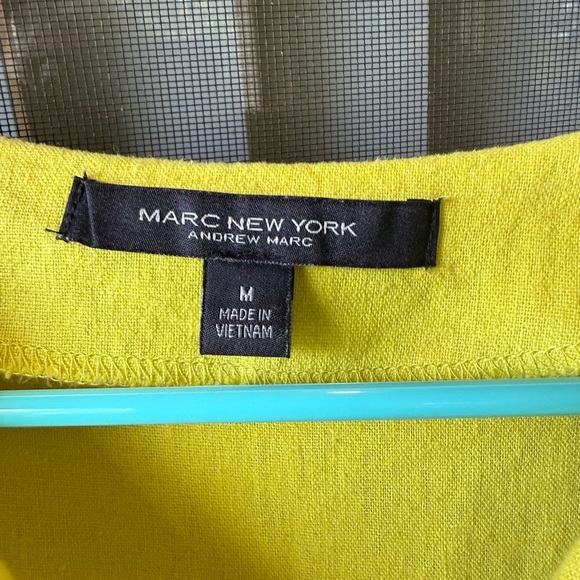 MARC NEW YORK
ANDREW MARC
M
MADE IN
VIETNAM